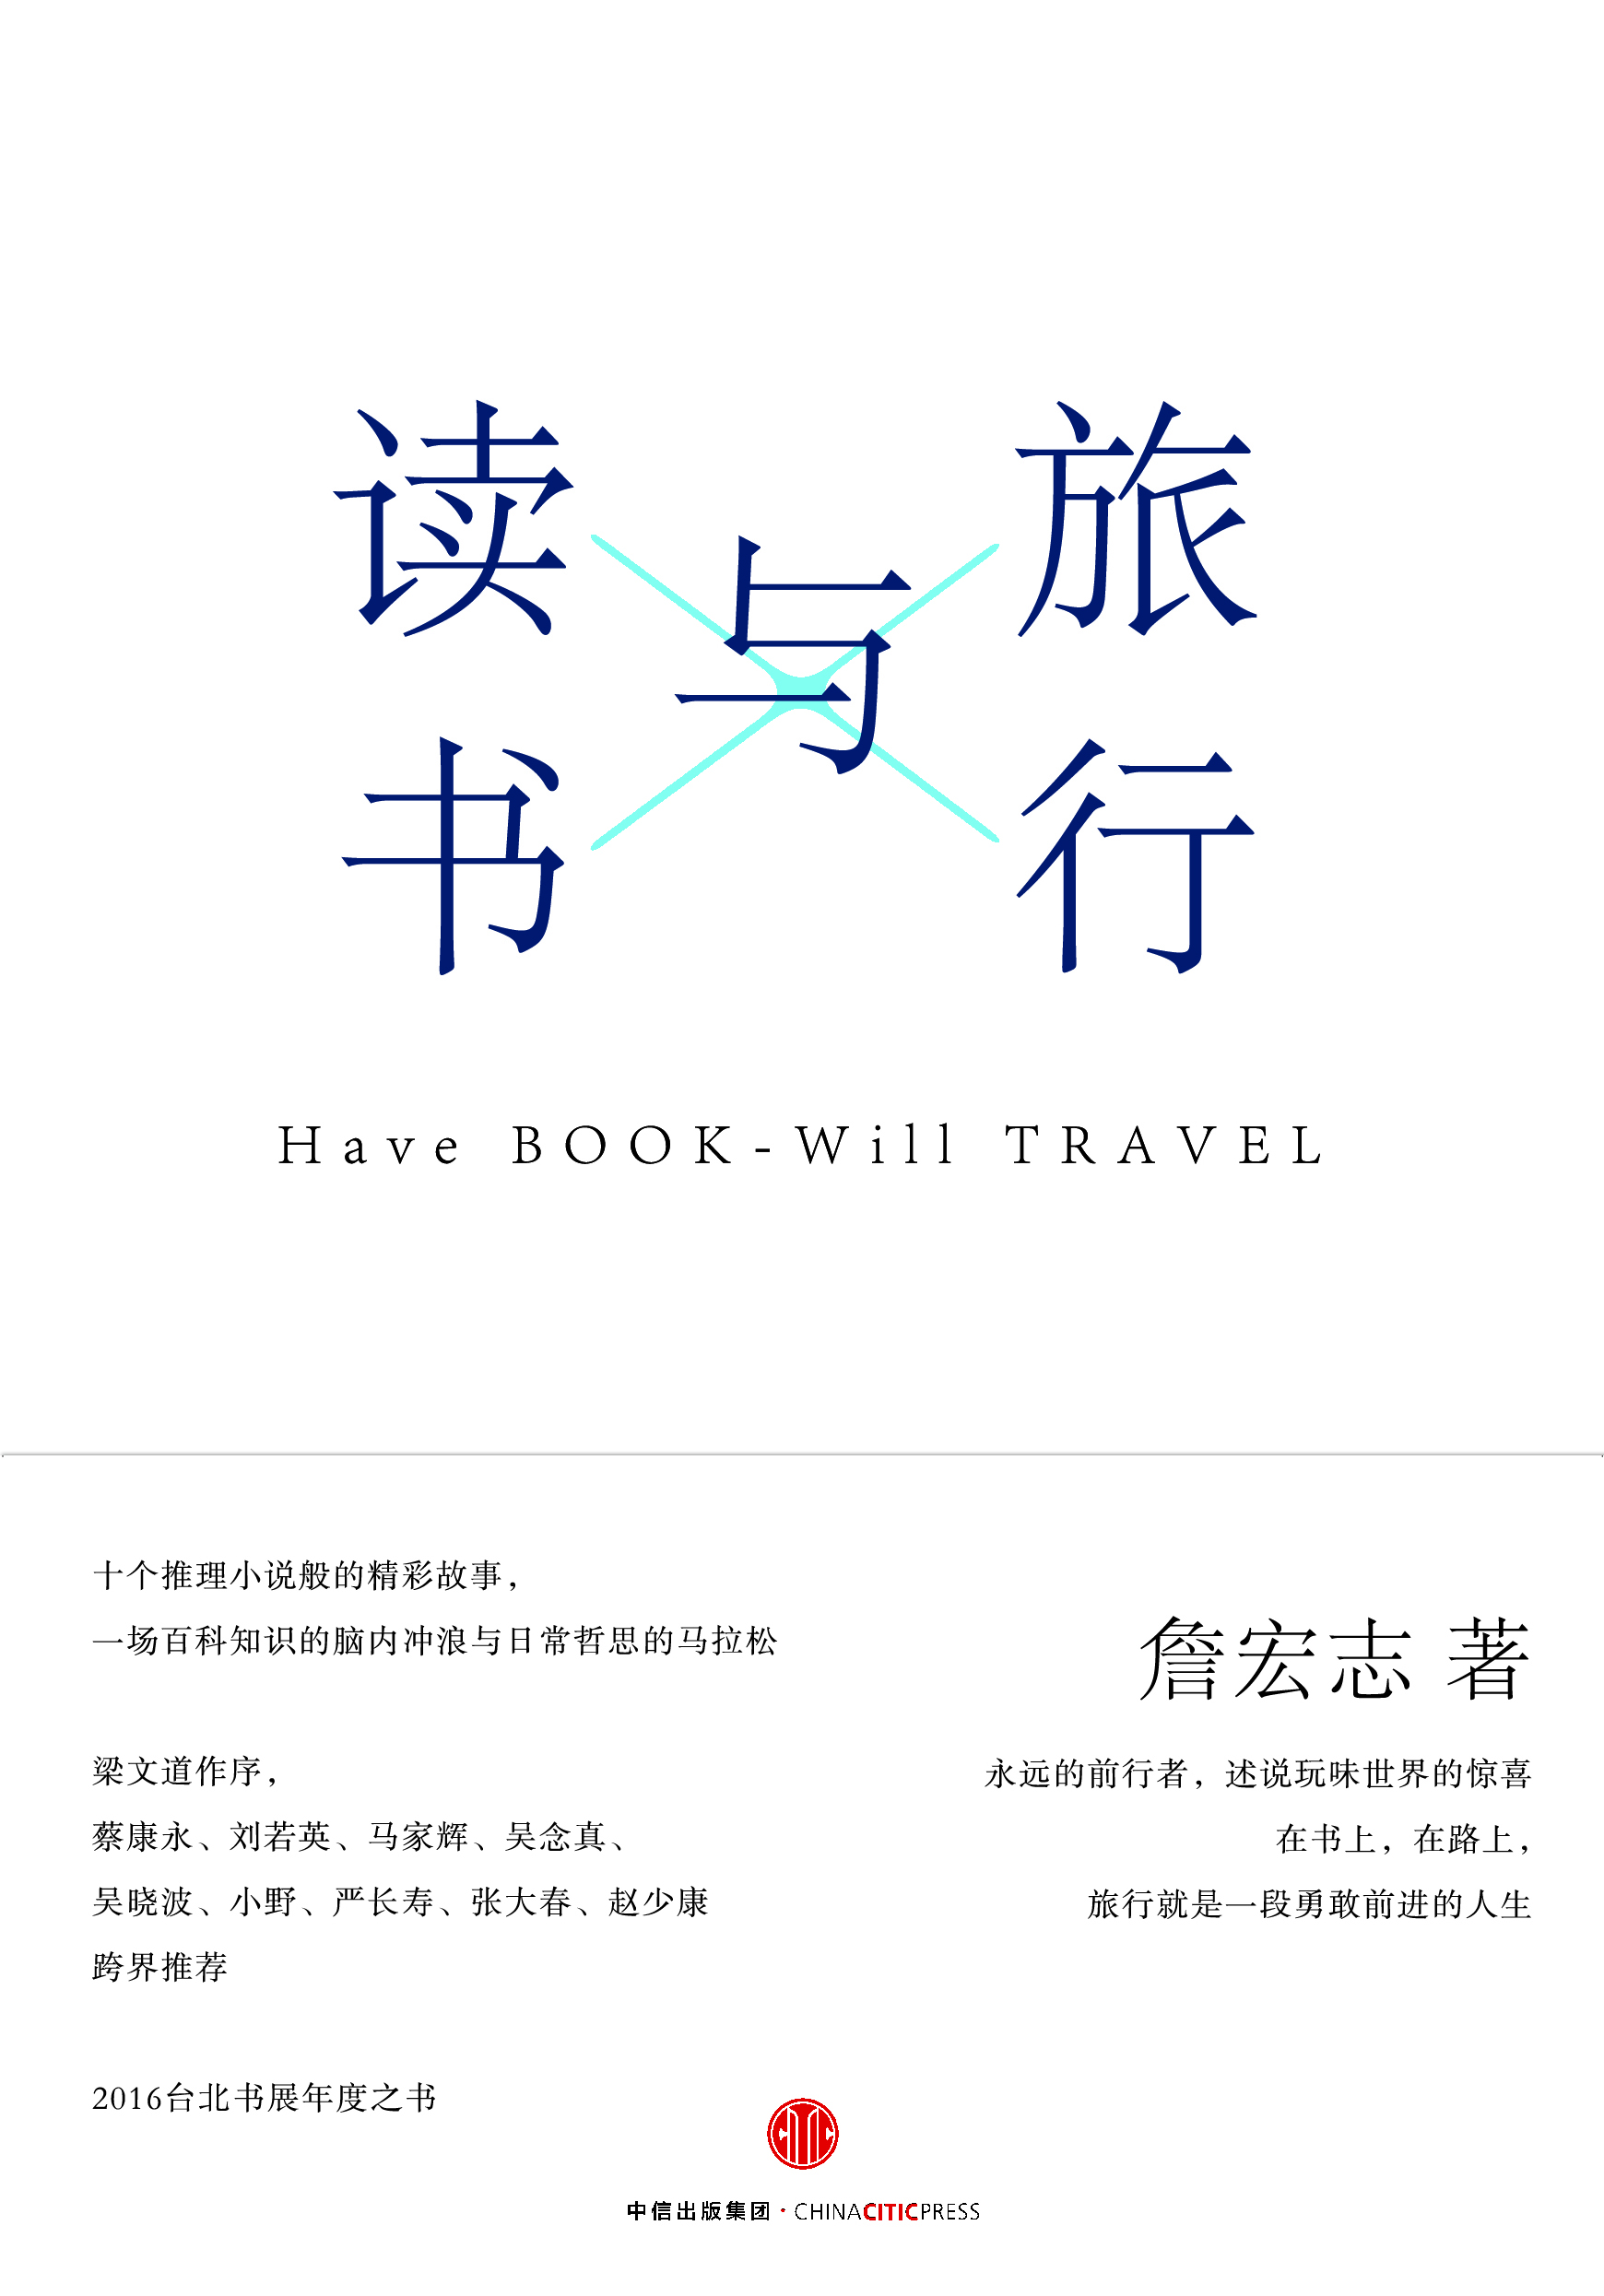 读 旅
与
书 行
Have BOOK-Will TRAVEL
十个推理小说般的精彩故事，
一场百科知识的脑内冲浪与日常哲思的马拉松
梁文道作序，
蔡康永、刘若英、马家辉、吴念真、
吴晓波、小野、严长寿、张大春、赵少康
跨界推荐
2016台北书展年度之书
詹宏志 著
永远的前行者，述说玩味世界的惊喜
在书上，在路上，
旅行就是一段勇敢前进的人生
中信出版集团·CHINACITICPRESS